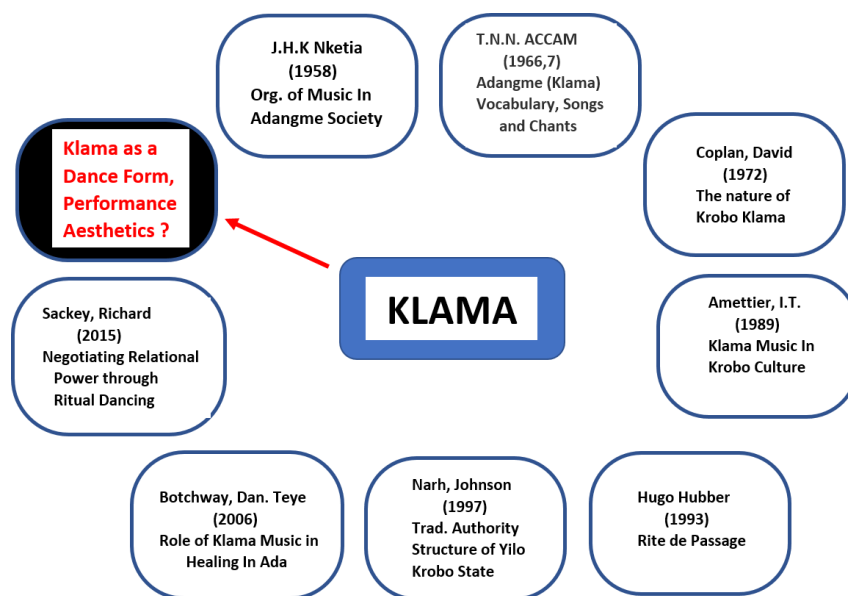 J.H.K Nketia
(1958)
Org. of Music In
Adangme Society
T.N.N. ACCAM
(1966,7)
Adangme (Klama)
Vocabulary, Songs
and Chants
Coplan, David
(1972)
The nature of
Krobo Klama
Amettier, I.T.
(1989)
Klama Music In
Krobo Culture
Hugo Hubber
(1993)
Rite de Passage
Narh, Johnson
(1997)
Trad. Authority
Structure of Yilo
Krobo State
Botchway, Dan. Teye
(2006)
Role of Klama Music in
Healing In Ada
Sackey, Richard
(2015)
Negotiating Relational
Power through
Ritual Dancing
Klama as a
Dance Form,
Performance
Aesthetics ?
KLAMA